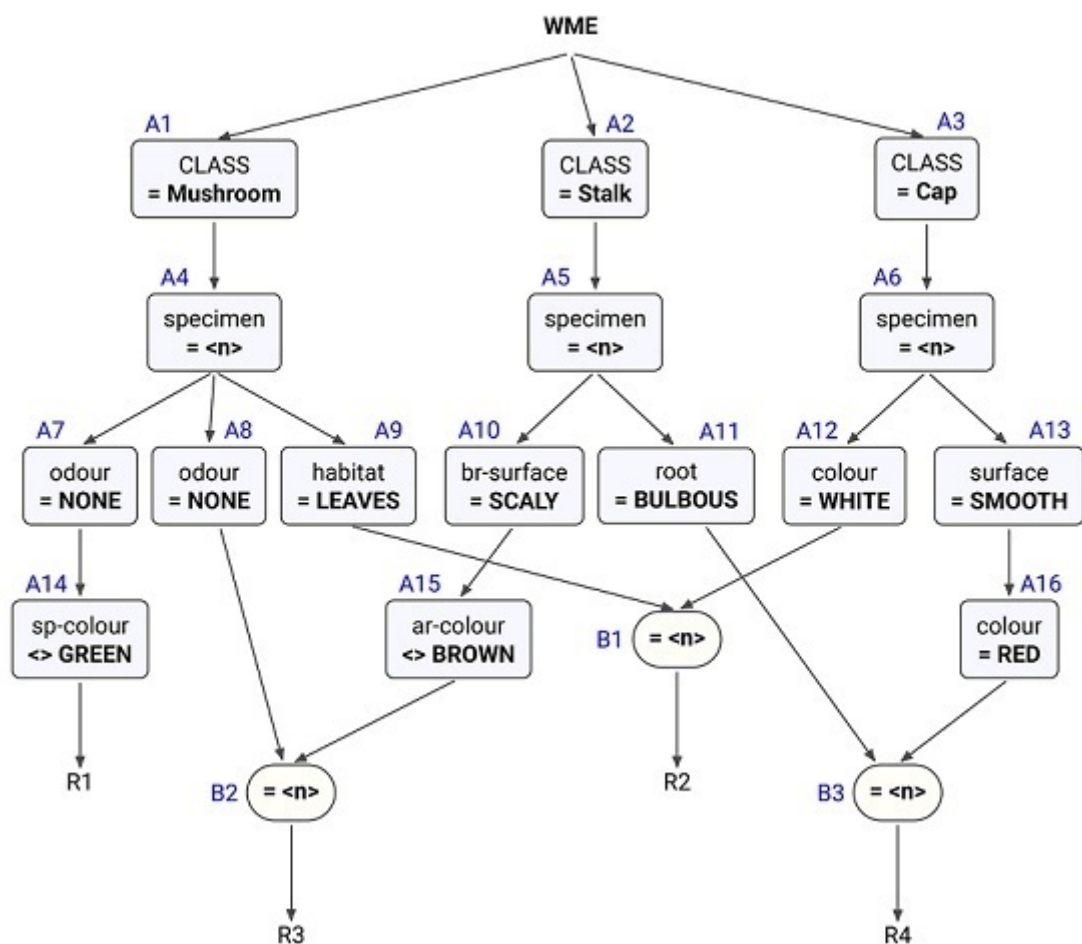 WME
A1
CLASS
= Mushroom
A2
CLASS
= Stalk
A3
CLASS
= Cap
A4
specimen
= <n>
A5
specimen
= <n>
A6
specimen
= <n>
A7
odour
= NONE
A8
odour
= NONE
A9
habitat
= LEAVES
A10
br-surface
= SCALY
A11
root
= BULBOUS
A12
colour
= WHITE
A13
surface
= SMOOTH
A14
sp-colour
<> GREEN
A15
ar-colour
<> BROWN
B1
= <n>
A16
colour
= RED
R1
B2
= <n>
R2
B3
= <n>
R3
R4